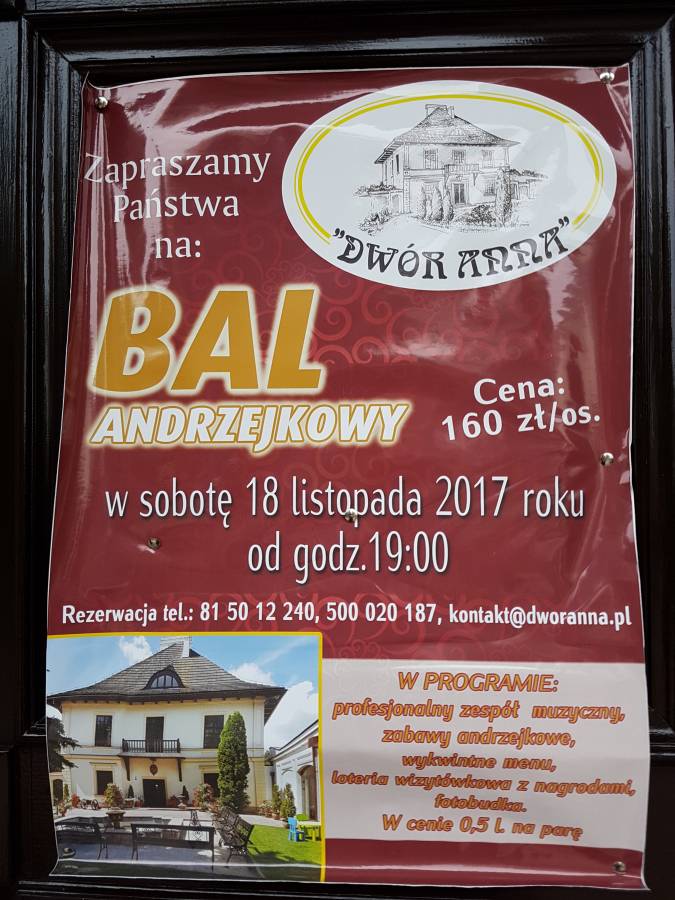 Zapraszamy
Państwa
na:
"DWÓR ANNA"
BAL
ANDRZEJKOWY
Cena:
160 zł/os.
w sobotę 18 listopada 2017 roku
od godz.19:00
Rezerwacja tel.: 81 50 12 240, 500 020 187, kontakt@dworanna.pl
W PROGRAMIE:
profesjonalny zespół muzyczny,
zabawy andrzejkowe,
wykwintne menu,
loteria wizytówkowa z nagrodami,
fotobudka.
W cenie 0,5 l. na parę